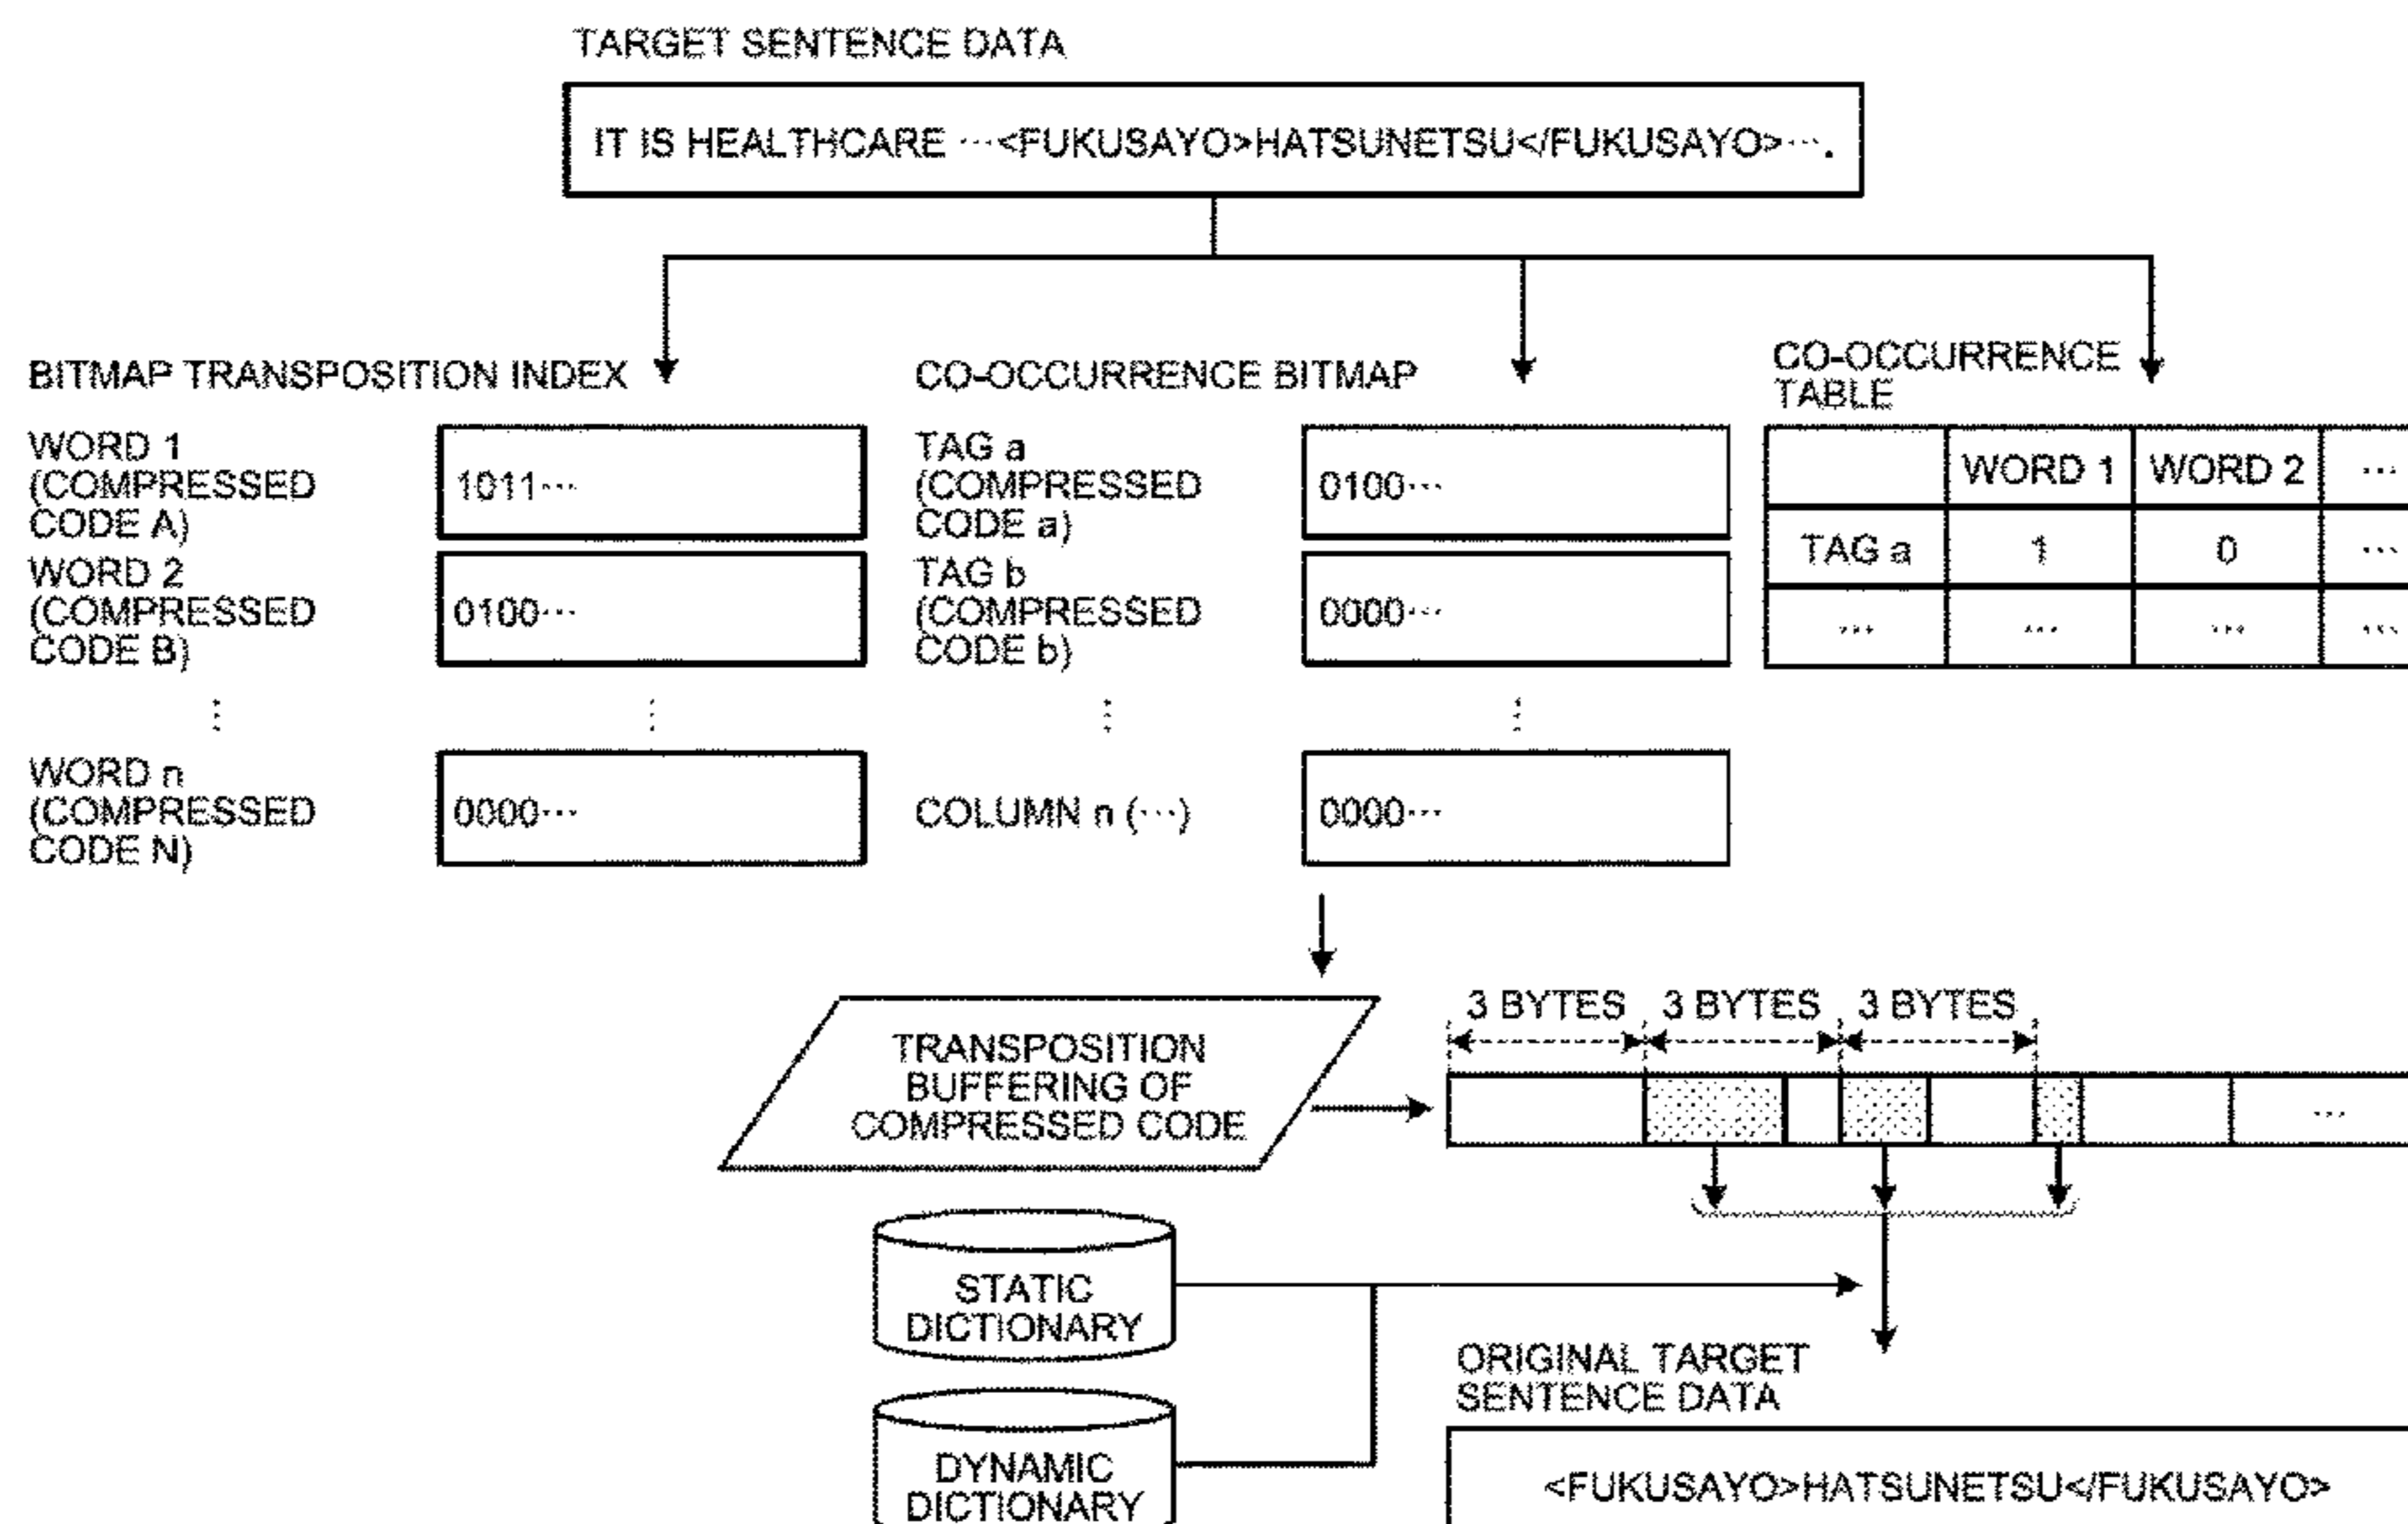 TARGET SENTENCE DATA
IT IS HEALTHCARE ···<FUKUSAYO>HATSUNETSU</FUKUSAYO>···.
BITMAP TRANSPOSITION INDEX
WORD 1
(COMPRESSED
CODE A)
1011···
WORD 2
(COMPRESSED
CODE B)
0100···
WORD n
(COMPRESSED
CODE N)
0000···
CO-OCCURRENCE BITMAP
TAG a
(COMPRESSED
CODE a)
0100···
TAG b
(COMPRESSED
CODE b)
0000···
COLUMN n (···)
0000···
CO-OCCURRENCE
TABLE
WORD 1 WORD 2 ···
TAG a 1 0 ···
··· ··· ··· ···
TRANSPOSITION
BUFFERING OF
COMPRESSED CODE
3 BYTES 3 BYTES 3 BYTES
···
STATIC
DICTIONARY
DYNAMIC
DICTIONARY
ORIGINAL TARGET
SENTENCE DATA
<FUKUSAYO>HATSUNETSU</FUKUSAYO>